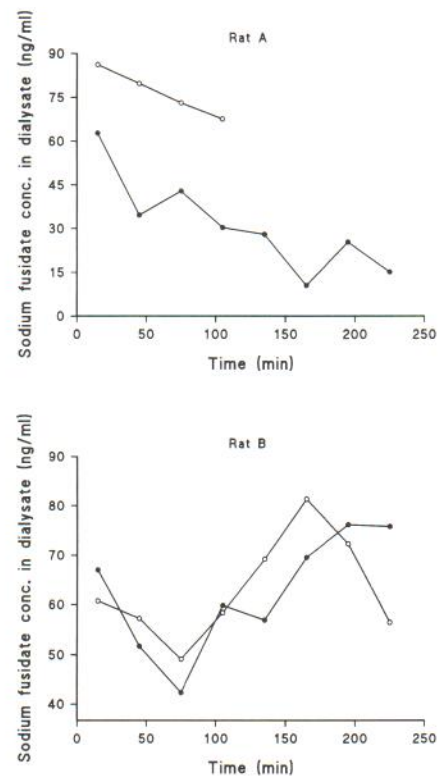 Rat A
Sodium fusidate conc. in dialysate (ng/ml)
90
75
60
45
30
15
0
0 50 100 150 200 250
Time (min)
Rat B
Sodium fusidate conc. in dialysate (ng/ml)
90
80
70
60
50
40
0 50 100 150 200 250
Time (min)